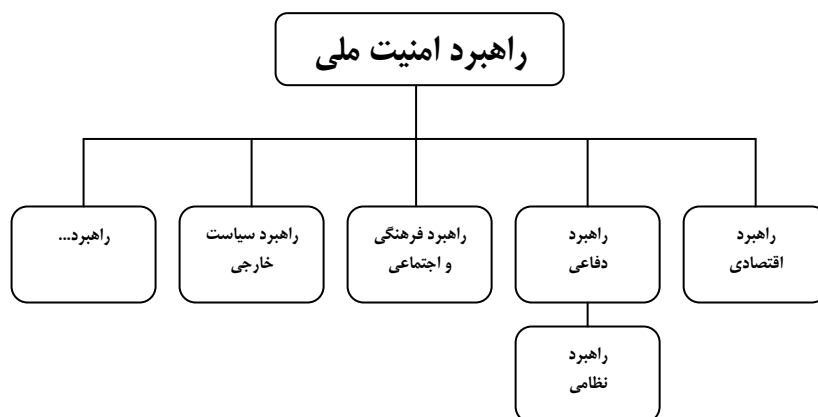 راهبرد امنیت ملی
راهبرد
اقتصادی
راهبرد
دفاعی
راهبرد فرهنگی
و اجتماعی
راهبرد سیاست
خارجی
راهبرد...
راهبرد
نظامی